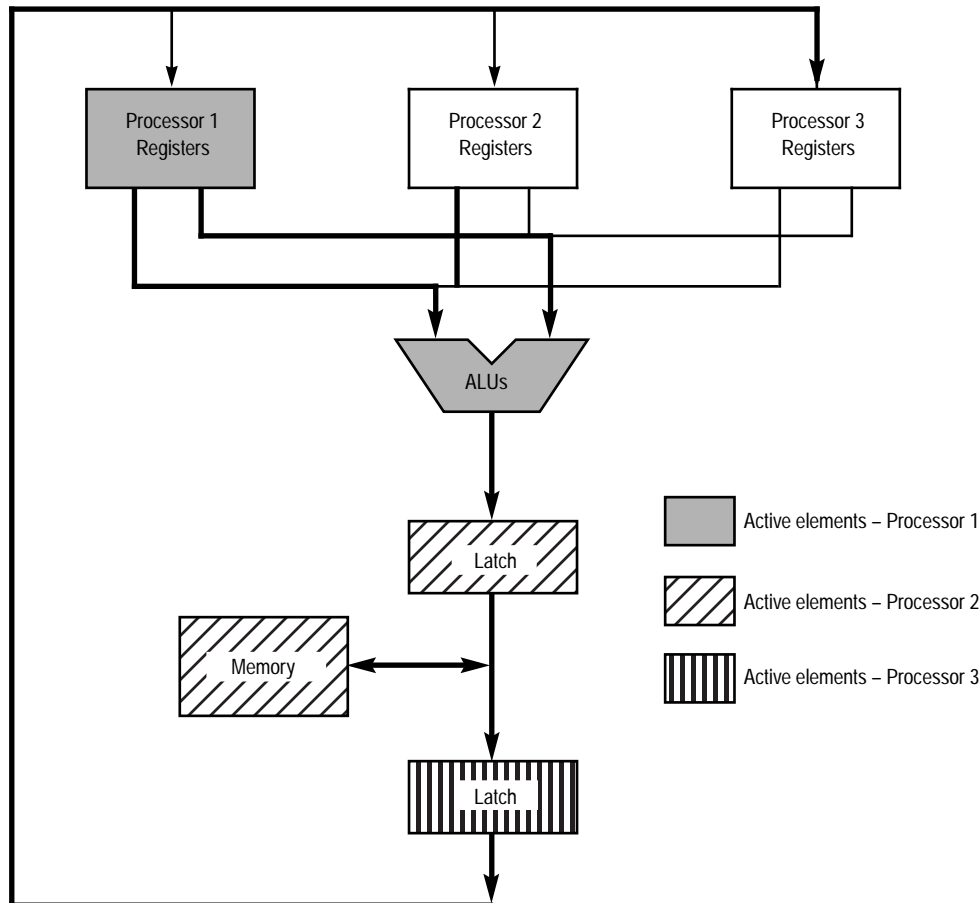 Processor 1
Registers
Processor 2
Registers
Processor 3
Registers
ALUs
Latch
Memory
Latch
Active elements – Processor 1
Active elements – Processor 2
Active elements – Processor 3